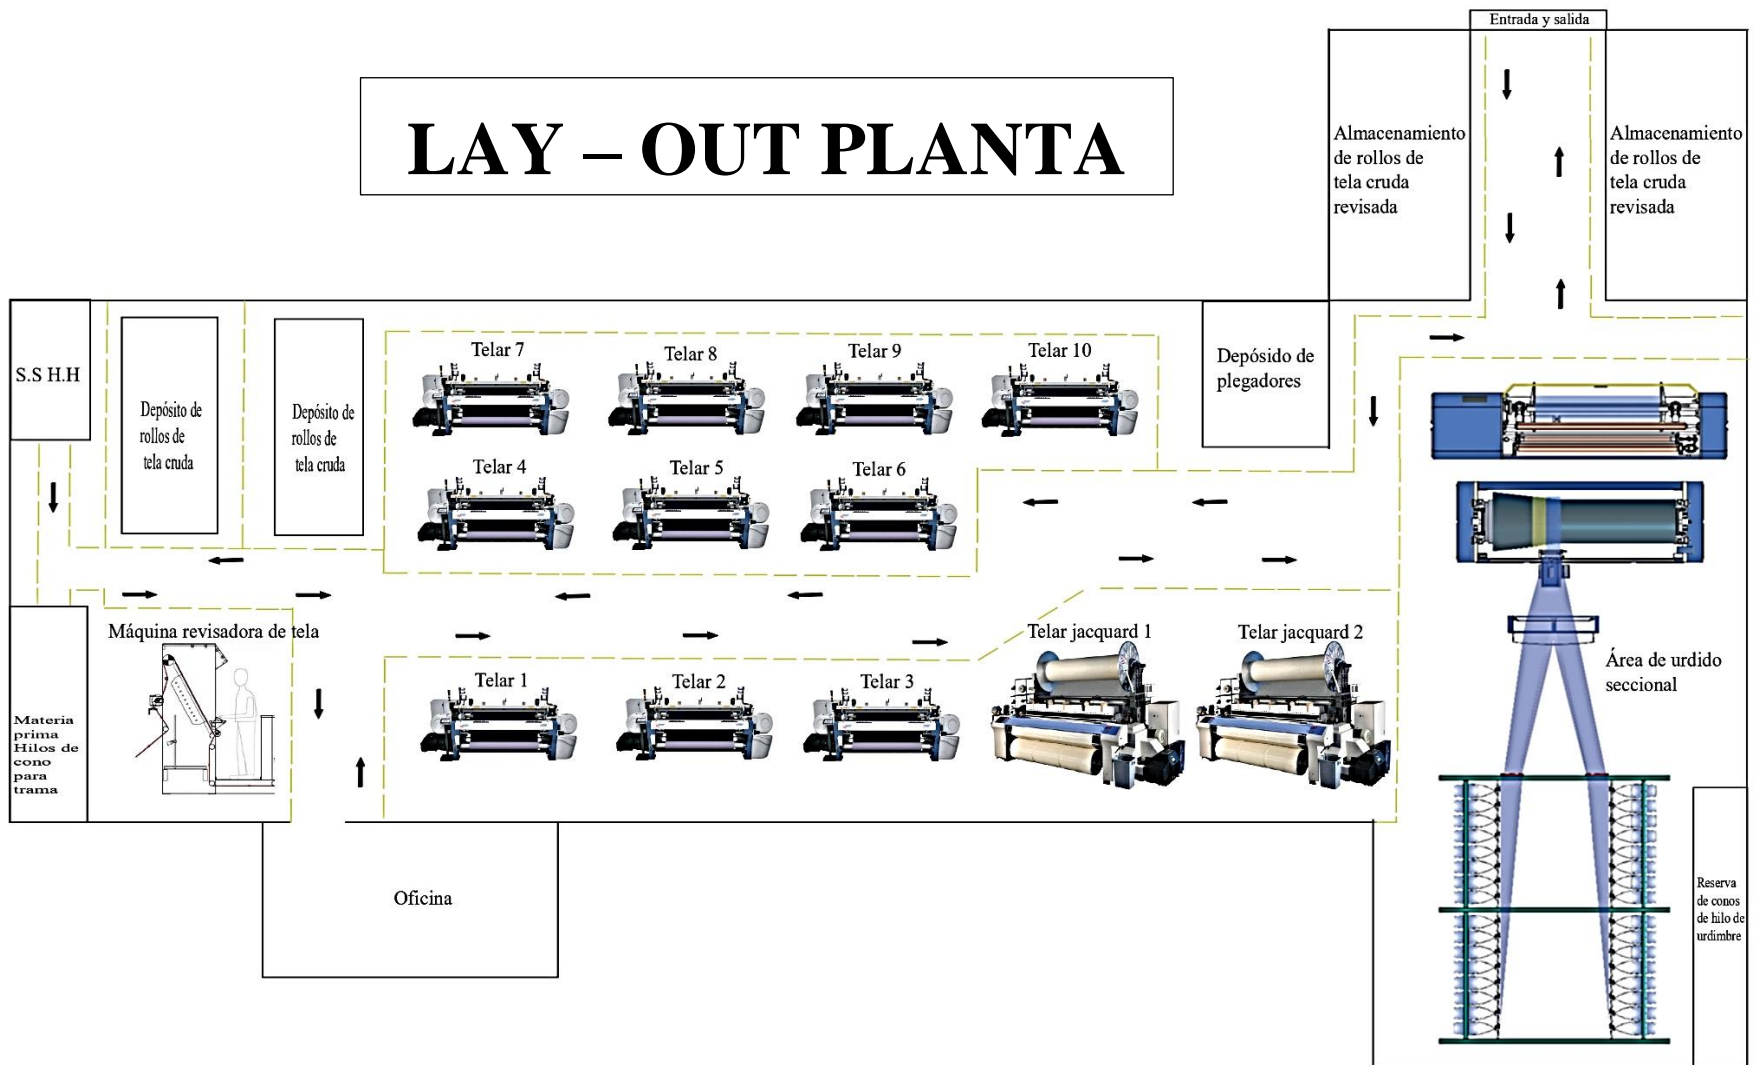 Entrada y salida
LAY – OUT PLANTA
Almacenamiento
de rollos de
tela cruda
revisada
Almacenamiento
de rollos de
tela cruda
revisada
S.S H.H
Depósito de
rollos de
tela cruda
Depósito de
rollos de
tela cruda
Telar 7
Telar 8
Telar 9
Telar 10
Depósido de
plegadores
Telar 4
Telar 5
Telar 6
Máquina revisadora de tela
Telar jacquard 1
Telar jacquard 2
Área de urdido
seccional
Telar 1
Telar 2
Telar 3
Materia
prima
Hilos de
cono
para
trama
Oficina
Reserva
de conos
de hilo de
urdimbre